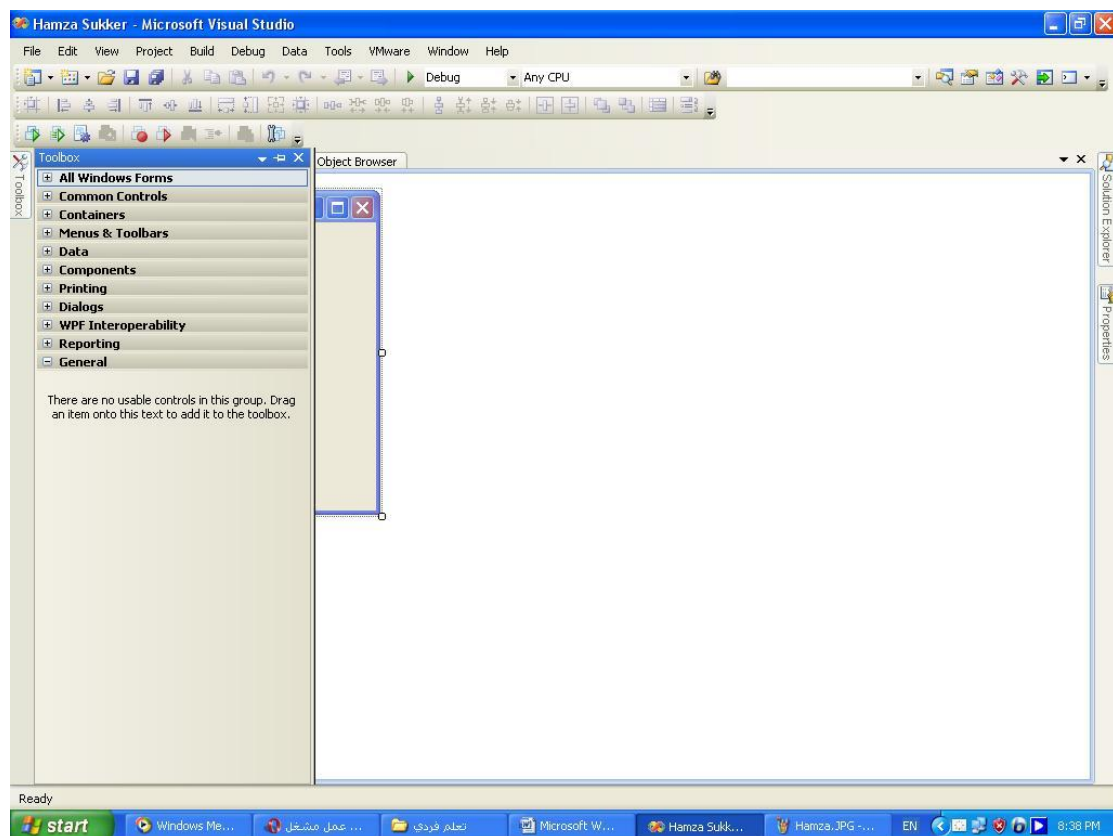 Hamza Sukker - Microsoft Visual Studio
File Edit View Project Build Debug Data Tools VMware Window Help
Debug Any CPU
Toolbox
Object Browser
Toolbox
All Windows Forms
Common Controls
Containers
Menus & Toolbars
Data
Components
Printing
Dialogs
WPF Interoperability
Reporting
General
There are no usable controls in this group. Drag
an item onto this text to add it to the toolbox.
Solution Explorer
Properties
Ready
start Windows Me... عمل مشغل ... تعلم فردي Microsoft W... Hamza Sukk... Hamza.JPG -... EN 8:38 PM